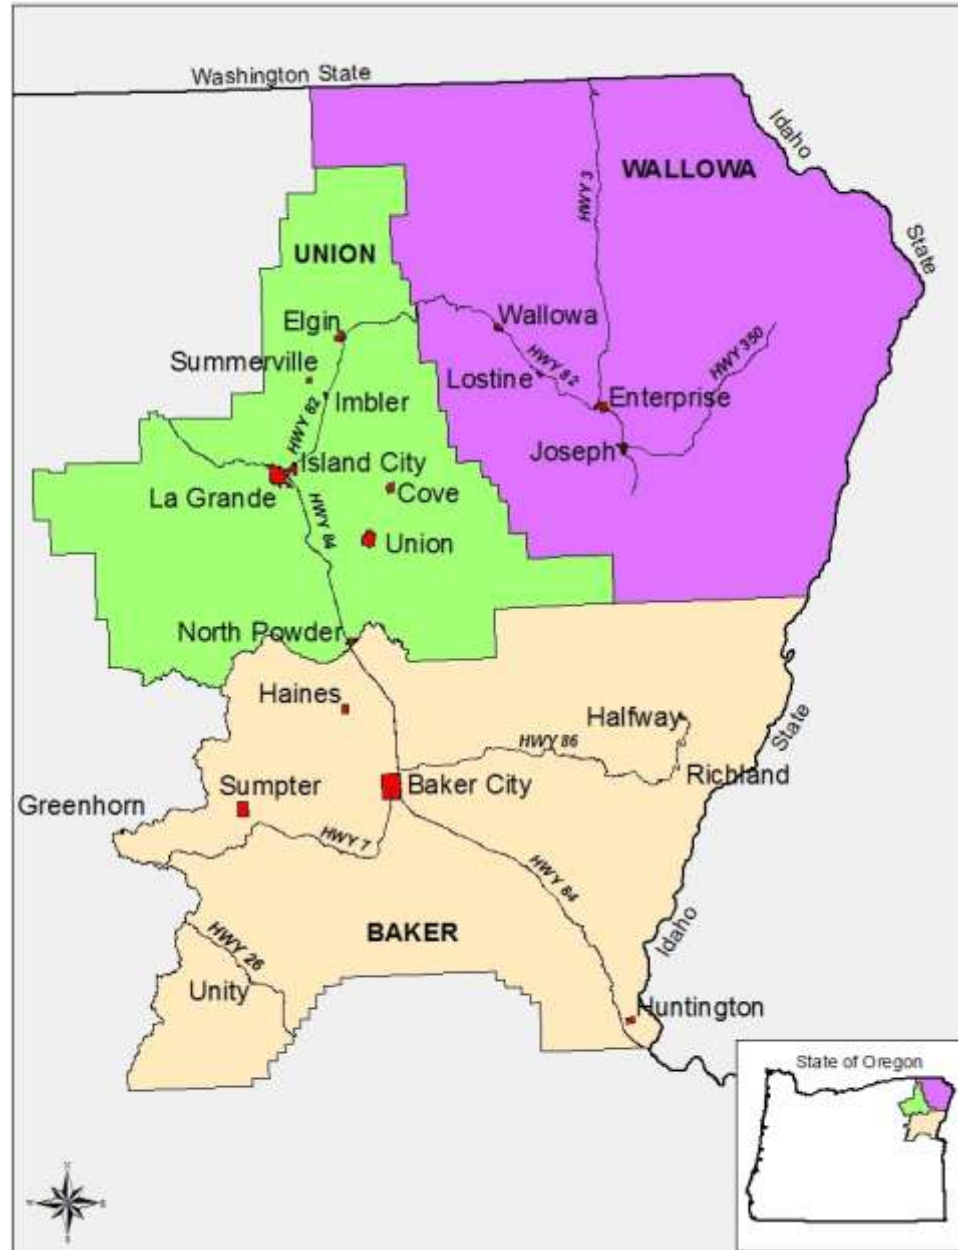 Washington State
Idaho
WALLOWA
HWY 3
State
UNION
Elgin
Wallowa
Summerville
HWY 82
Lostine
HWY 350
Imbler
Enterprise
HWY 82
Joseph
Island City
La Grande
Cove
HWY 84
Union
North Powder
Haines
Halfway
State
HWY 86
Richland
Sumpter
Baker City
Greenhorn
HWY 7
HWY 84
BAKER
Idaho
HWY 26
Unity
Huntington
State of Oregon